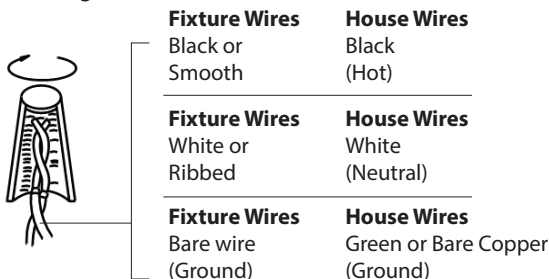 Fixture Wires House Wires
Black or Black
Smooth (Hot)
Fixture Wires House Wires
White or White
Ribbed (Neutral)
Fixture Wires House Wires
Bare wire Green or Bare Copper
(Ground) (Ground)